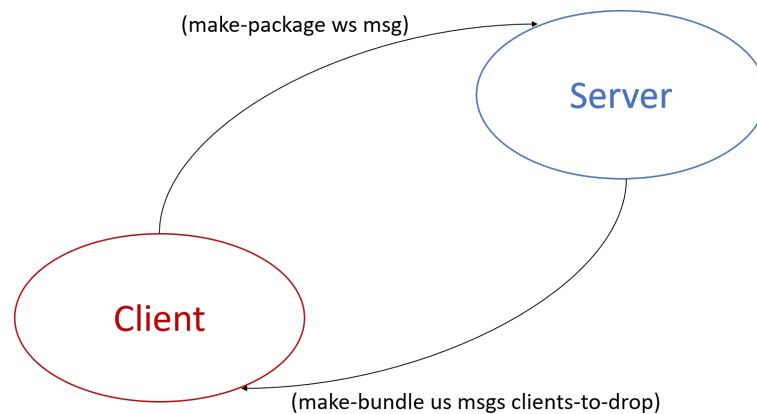 (make-package ws msg)
Server
Client
(make-bundle us msgs clients-to-drop)